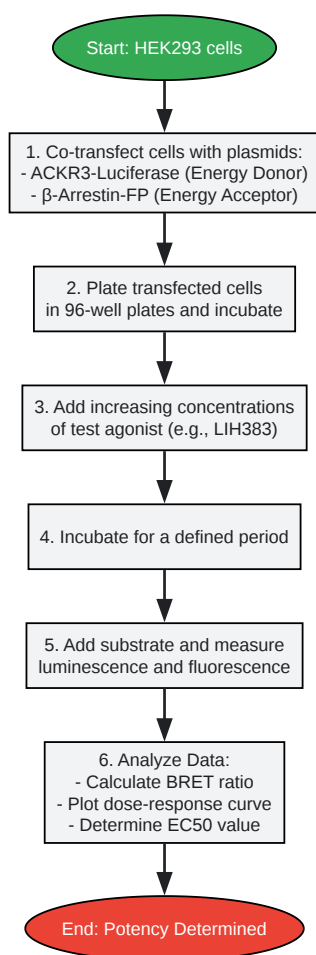 Start: HEK293 cells
1. Co-transfect cells with plasmids:
- ACKR3-Luciferase (Energy Donor)
- β-Arrestin-FP (Energy Acceptor)
2. Plate transfected cells
in 96-well plates and incubate
3. Add increasing concentrations
of test agonist (e.g., LIH383)
4. Incubate for a defined period
5. Add substrate and measure
luminescence and fluorescence
6. Analyze Data:
- Calculate BRET ratio
- Plot dose-response curve
- Determine EC50 value
End: Potency Determined